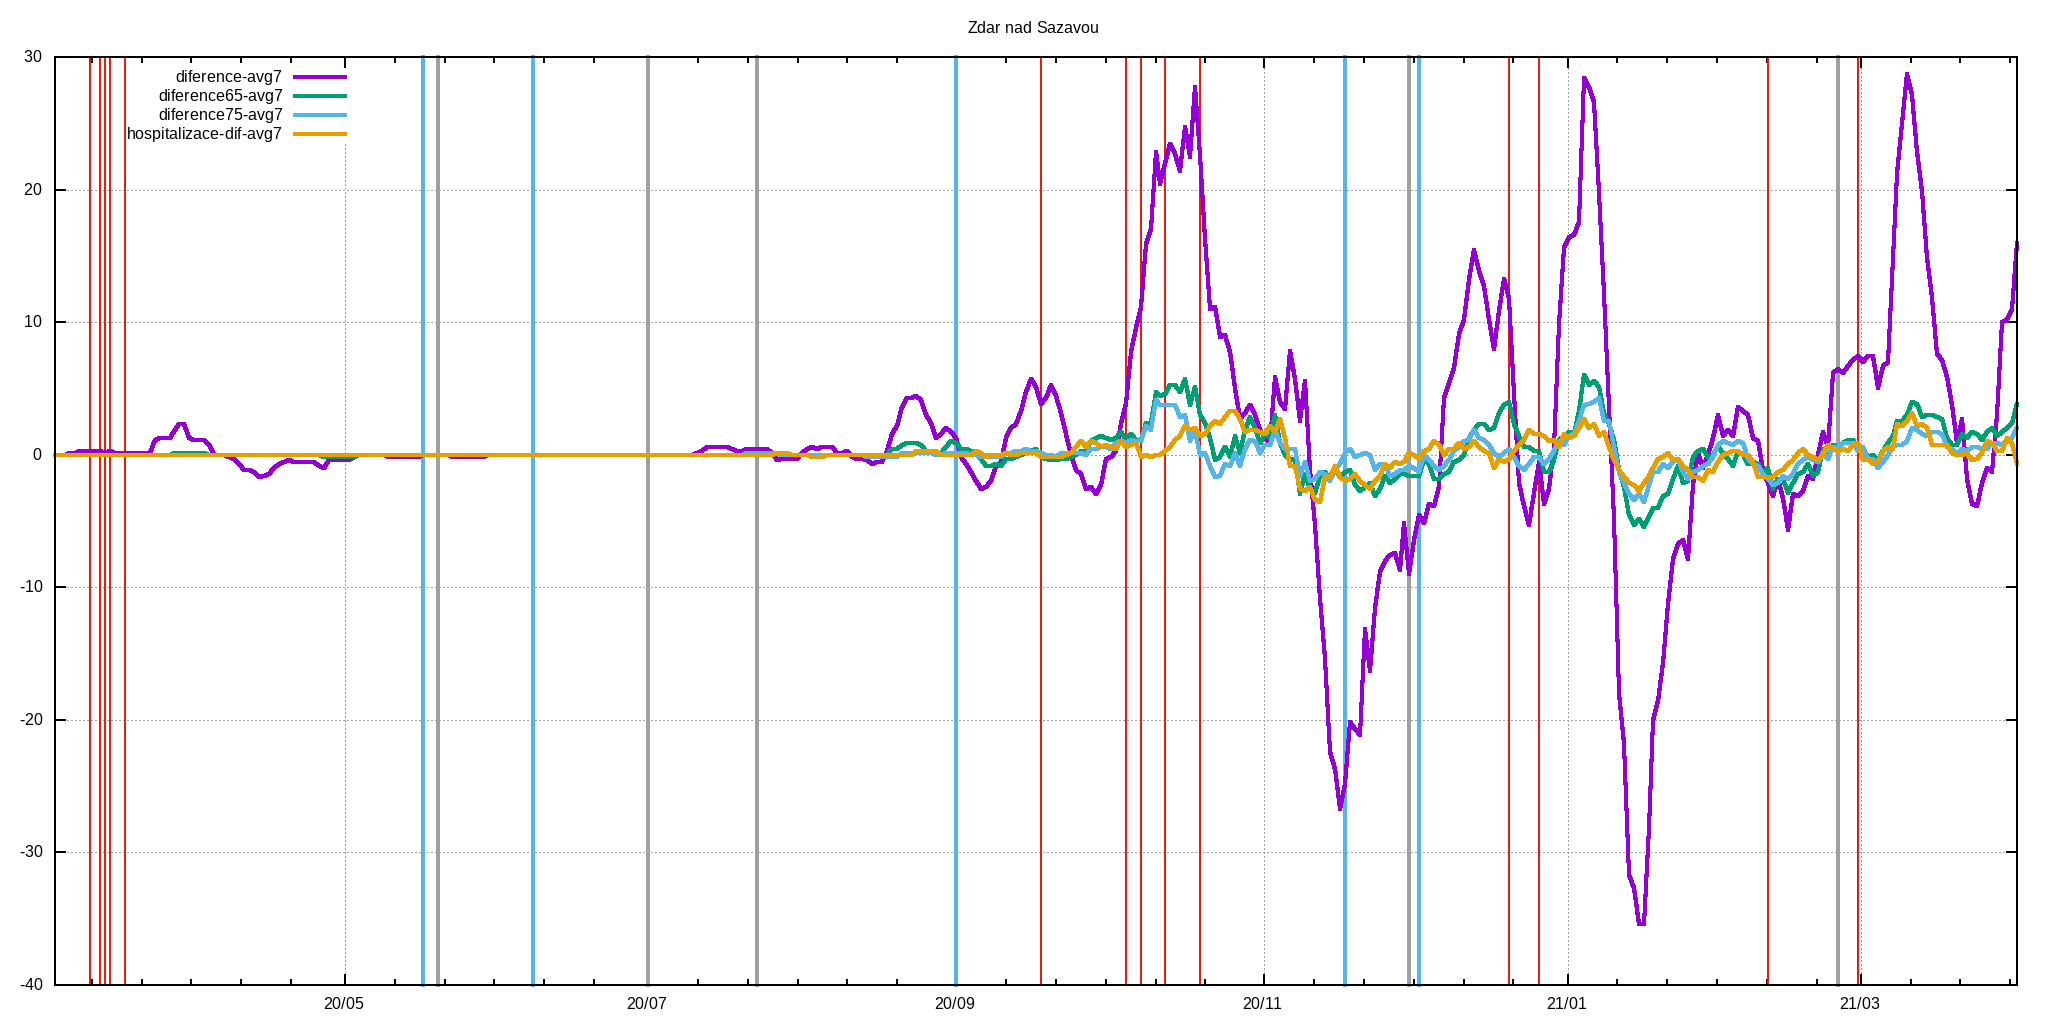 Zdar nad Sazavou
30
20
10
0
-10
-20
-30
-40
diference-avg7
diference65-avg7
diference75-avg7
hospitalizace-dif-avg7
20/05
20/07
20/09
20/11
21/01
21/03